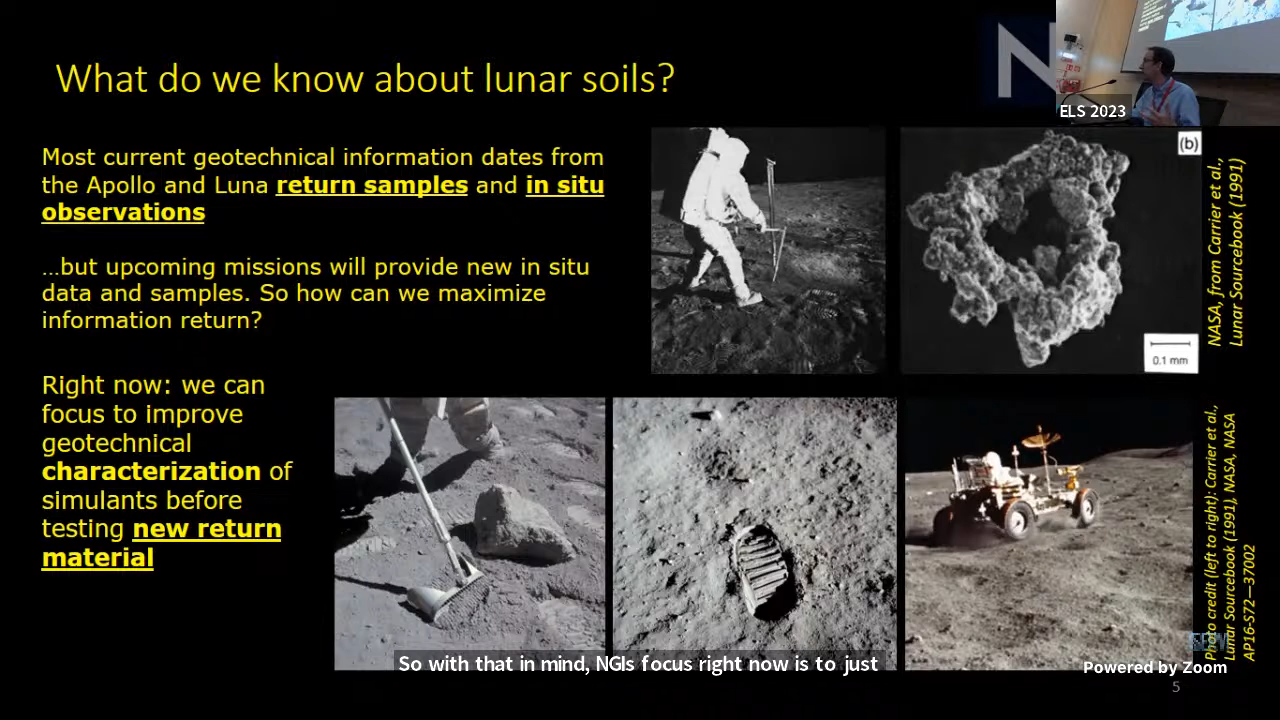 What do we know about lunar soils?
N
ELS 2023
Most current geotechnical information dates from
the Apollo and Luna return samples and in situ
observations
…but upcoming missions will provide new in situ
data and samples. So how can we maximize
information return?
Right now: we can
focus to improve
geotechnical
characterization of
simulants before
testing new return
material
(b)
0.1 mm
NASA, from Carrier et al.,
Lunar Sourcebook (1991)
Photo credit (left to right): Carrier et al.,
Lunar Sourcebook (1991), NASA, NASA
AP16-S72—37002
So with that in mind, NGIs focus right now is to just
Powered by Zoom
5